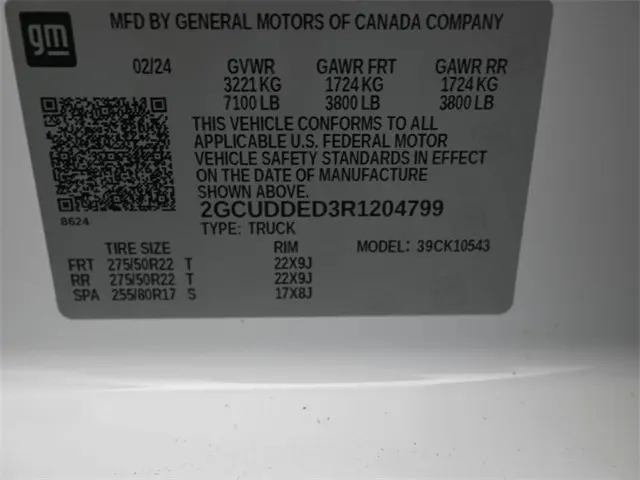 gm
MFD BY GENERAL MOTORS OF CANADA COMPANY
02/24 GVWR GAWR FRT GAWR RR
3221 KG 1724 KG 1724 KG
7100 LB 3800 LB 3800 LB
THIS VEHICLE CONFORMS TO ALL
APPLICABLE U.S. FEDERAL MOTOR
VEHICLE SAFETY STANDARDS IN EFFECT
ON THE DATE OF MANUFACTURE
SHOWN ABOVE.
8624
2GCUDDED3R1204799
TYPE: TRUCK
TIRE SIZE RIM MODEL: 39CK10543
FRT 275/50R22 T 22X9J
RR 275/50R22 T 22X9J
SPA 255/80R17 S 17X8J